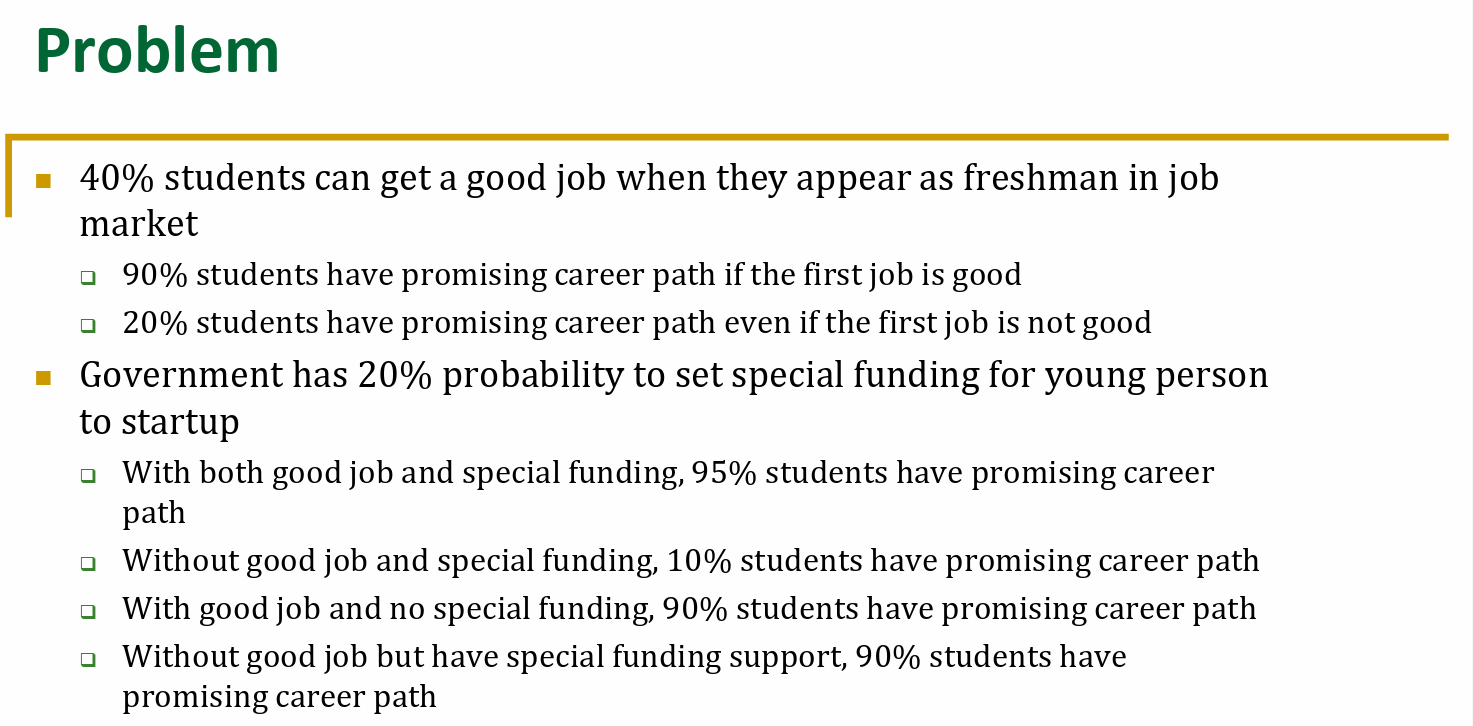 Problem
40% students can get a good job when they appear as freshman in job
market
90% students have promising career path if the first job is good
20% students have promising career path even if the first job is not good
Government has 20% probability to set special funding for young person
to startup
With both good job and special funding, 95% students have promising career
path
Without good job and special funding, 10% students have promising career path
With good job and no special funding, 90% students have promising career path
Without good job but have special funding support, 90% students have
promising career path